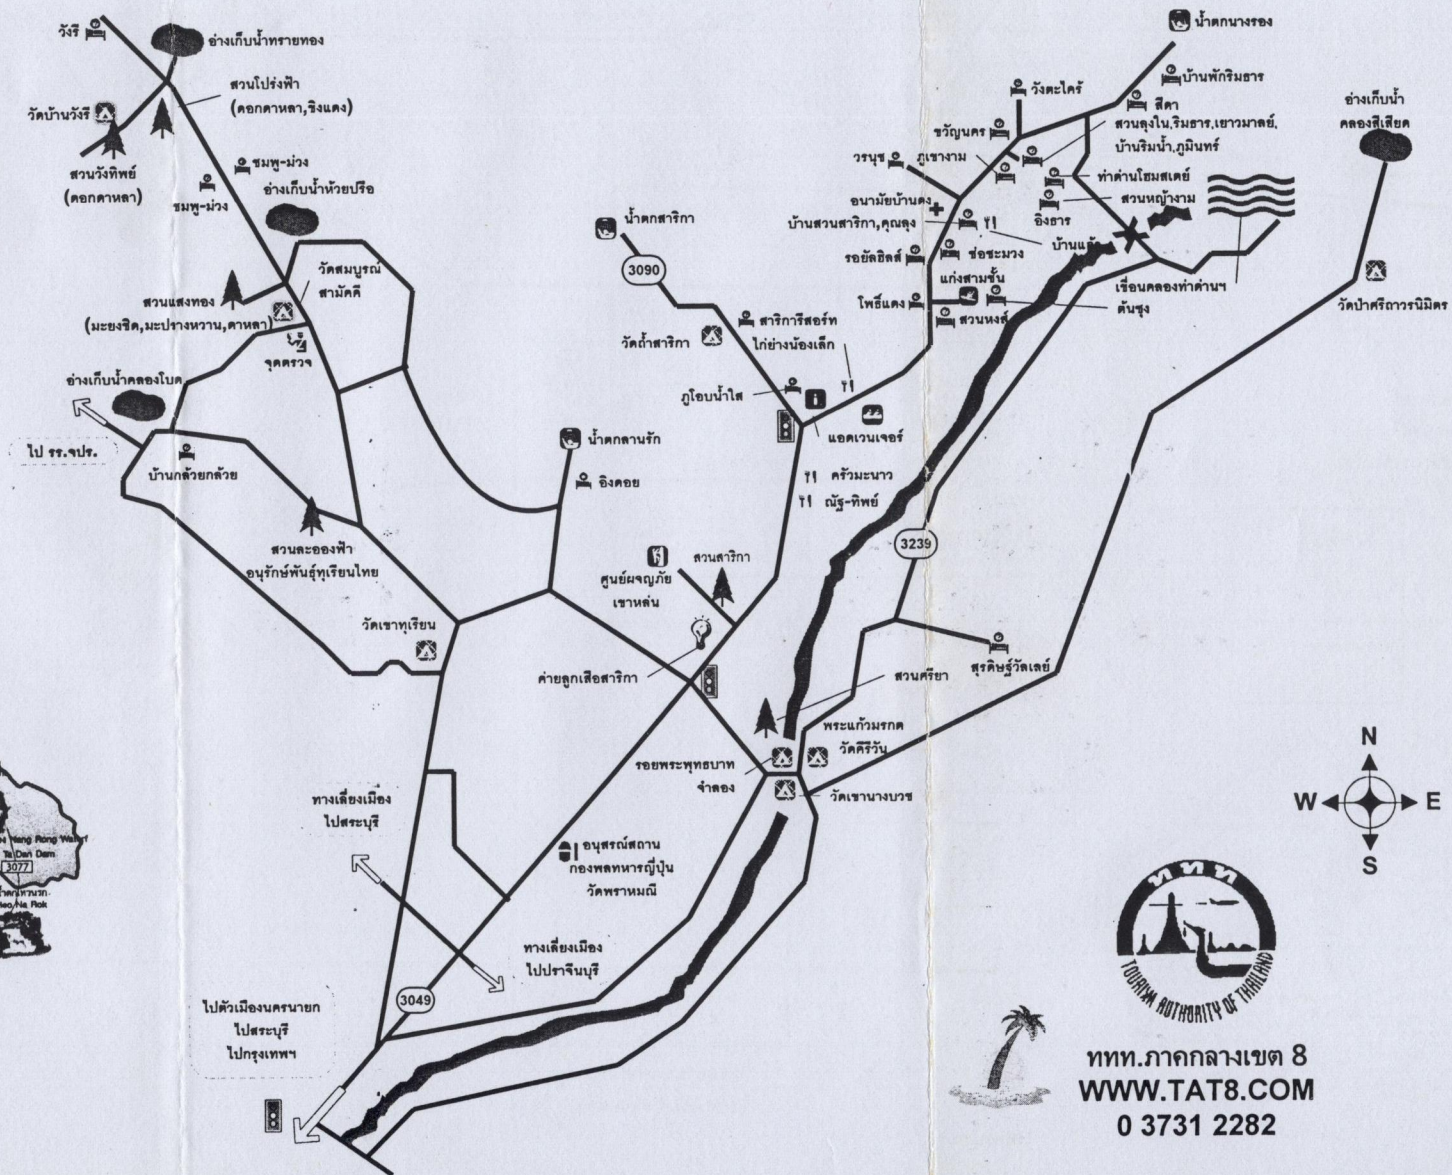 วังรี
อ่างเก็บน้ำทรายทอง
สวนโปร่งฟ้า
(ดอกดาหลา,ขิงแดง)
วัดบ้านวังรี
สวนวังทิพย์
(ดอกดาหลา)
ชมพู-ม่วง
ชมพู-ม่วง
อ่างเก็บน้ำห้วยปรือ
วัดสมบูรณ์
สามัคคี
สวนแสงทอง
(มะยงชิด,มะปรางหวาน,ดาหลา)
จุดตรวจ
อ่างเก็บน้ำคลองโบด
ไป รร.จปร.
บ้านกล้วยกล้วย
สวนละอองฟ้า
อนุรักษ์พันธุ์ทุเรียนไทย
วัดเขาทุเรียน
น้ำตกลานรัก
อิงดอย
น้ำตกสาริกา
3090
วัดถ้ำสาริกา
สาริการีสอร์ท
ไก่ย่างน้องเล็ก
ภูโอบน้ำใส
แอดเวนเจอร์
ครัวมะนาว
ณัฐ-ทิพย์
สวนสาริกา
ศูนย์ผจญภัย
เขาหล่น
ค่ายลูกเสือสาริกา
น้ำตกนางรอง
บ้านพักริมธาร
วังตะไคร้
สีดา
สวนลุงใน,ริมธาร,เยาวมาลย์,
บ้านริมน้ำ,ภูมินทร์
ขวัญนคร
วรนุช
ภูเขางาม
ท่าด่านโฮมสเตย์
สวนหญ้างาม
อิงธาร
อนามัยบ้านดง
บ้านสวนสาริกา,คุณลุง
รอยัลฮิลส์
ช่อชะมวง
แก่งสามชั้น
โพธิ์แดง
สวนหงส์
ต้นซุง
เขื่อนคลองท่าด่านฯ
อ่างเก็บน้ำ
คลองสีเสียด
วัดป่าศรีถาวรนิมิตร
3239
สุรดิษฐ์วัลเลย์
สวนศรียา
พระแก้วมรกต
วัดคีรีวัน
รอยพระพุทธบาท
จำลอง
วัดเขานางบวช
ทางเลี่ยงเมือง
ไปสระบุรี
อนุสรณ์สถาน
กองพลทหารญี่ปุ่น
วัดพราหมณี
ทางเลี่ยงเมือง
ไปปราจีนบุรี
3049
ไปตัวเมืองนครนายก
ไปสระบุรี
ไปกรุงเทพฯ
Nang Rong
Ta Dan Dam
3077
Na Rok
N
W E
S
ททท
TOURISM AUTHORITY OF THAILAND
ททท.ภาคกลางเขต 8
WWW.TAT8.COM
0 3731 2282